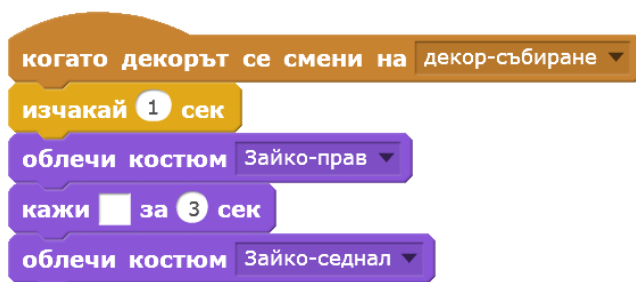 когато декорът се смени на декор-събиране
изчакай 1 сек
облечи костюм Зайко-прав
кажи за 3 сек
облечи костюм Зайко-седнал